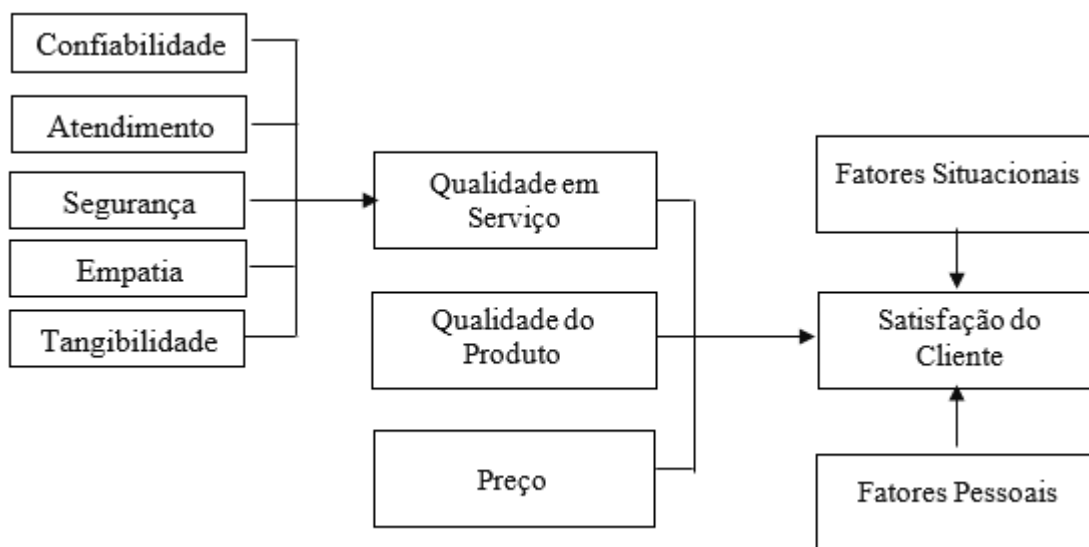 Confiabilidade
Atendimento
Segurança
Empatia
Tangibilidade
Qualidade em
Serviço
Qualidade do
Produto
Preço
Fatores Situacionais
Satisfação do
Cliente
Fatores Pessoais